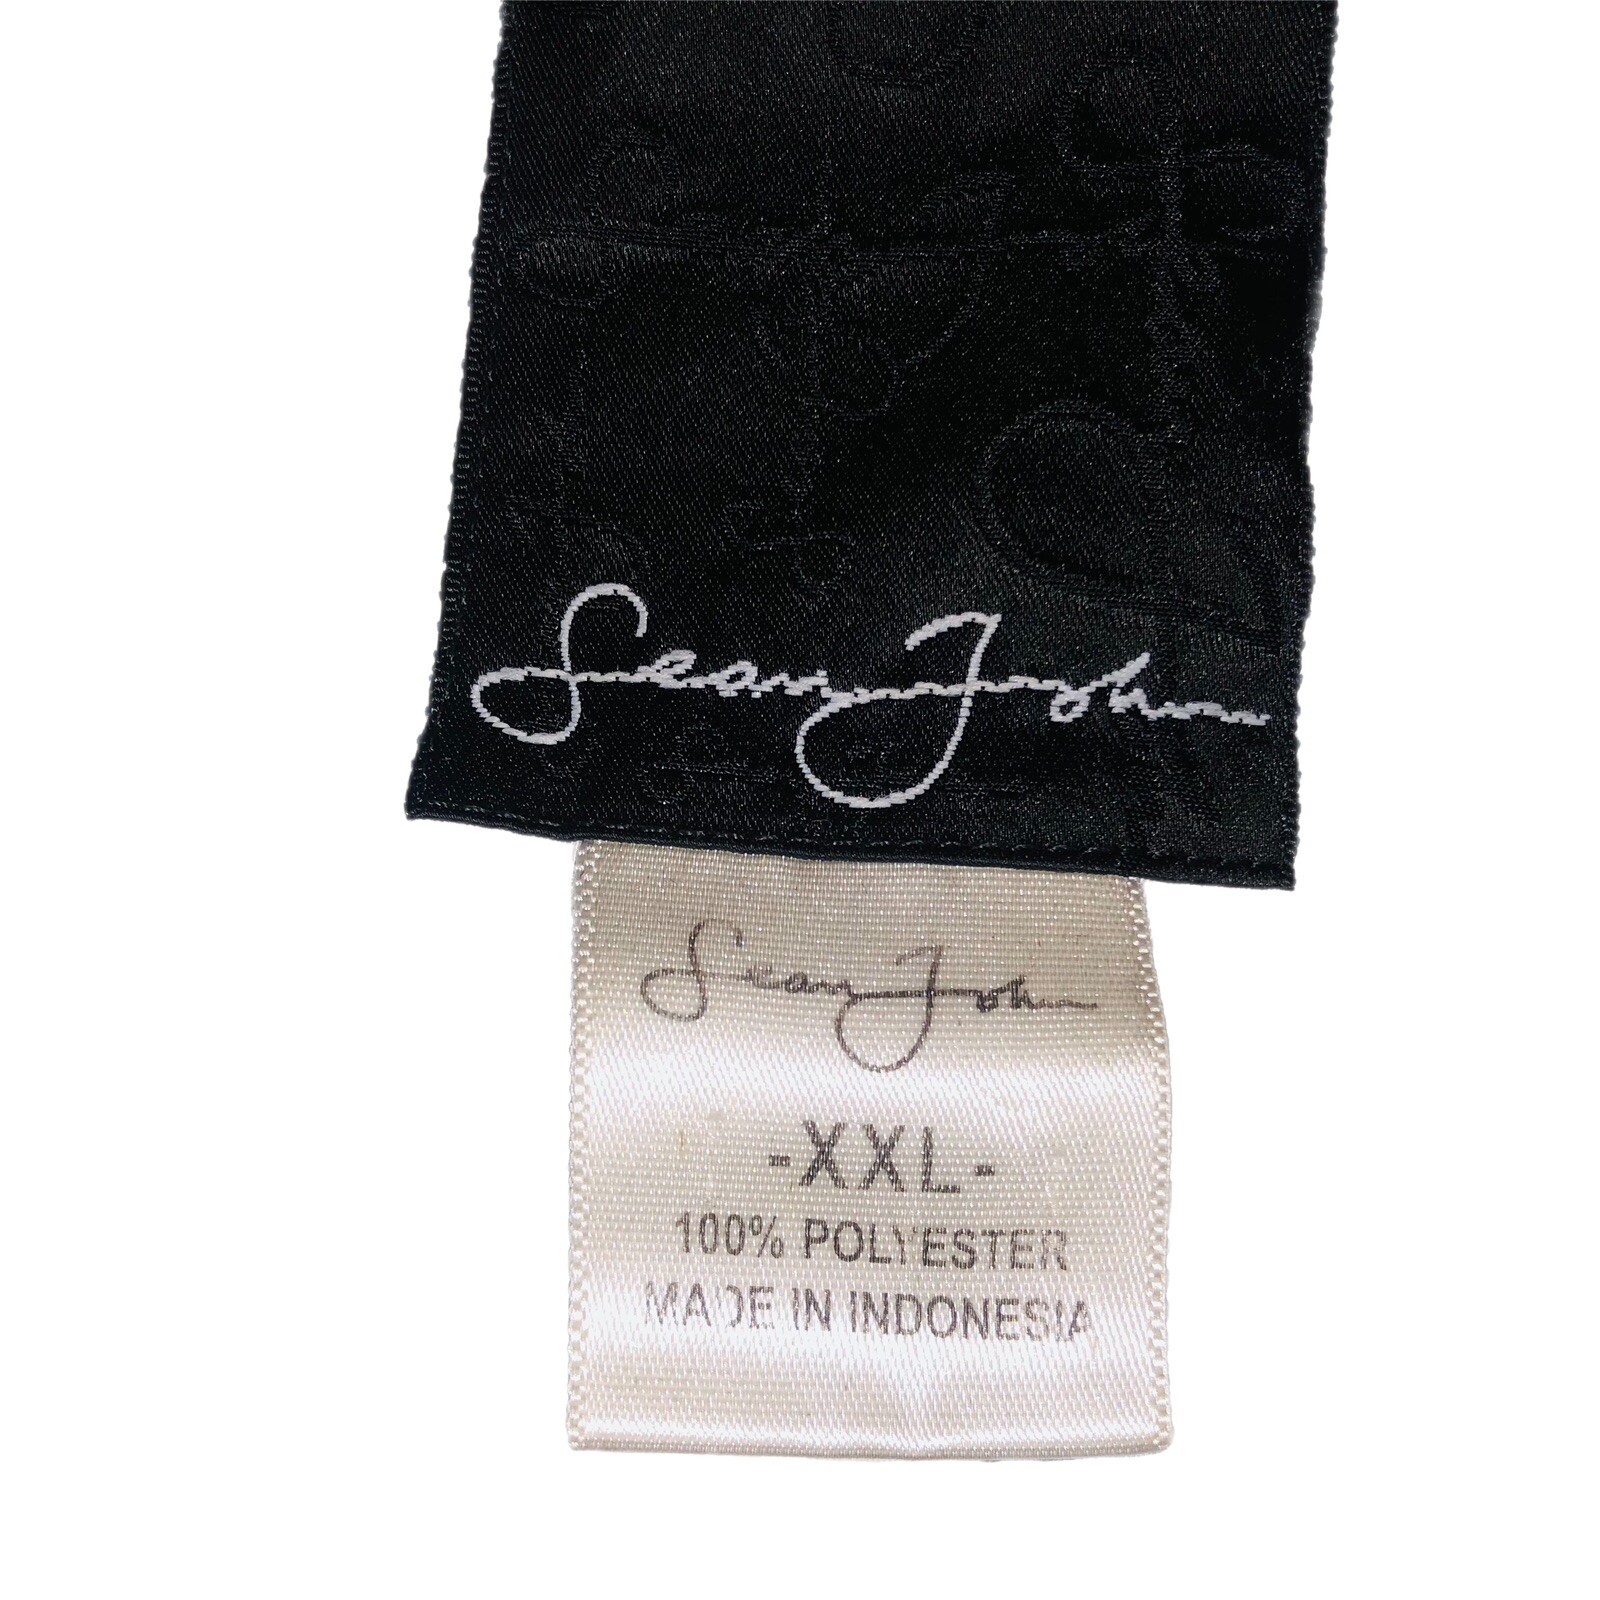 Sean John
Sean John
-XXL-
100% POLYESTER
MADE IN INDONESIA